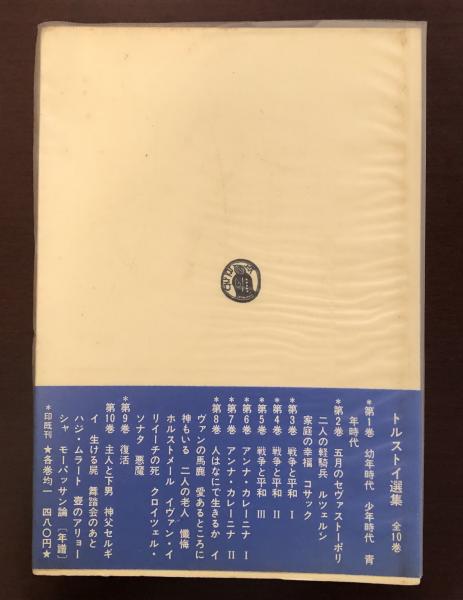 トルストイ選集 全10巻
*第1巻 幼年時代 少年時代 青
年時代
*第2巻 五月のセヴァストーポリ
二人の軽騎兵 ルツェルン
家庭の幸福 コサック
*第3巻 戦争と平和 I
*第4巻 戦争と平和 II
*第5巻 戦争と平和 III
*第6巻 アンナ・カレーニナ I
*第7巻 アンナ・カレーニナ II
*第8巻 人はなにで生きるか イ
ヴァンの馬鹿 愛あるところに
神もいる 二人の老人 懺悔
ホルストメール イヴァン・イ
リイーチの死 クロイツェル・
ソナタ 悪魔
*第9巻 復活
第10巻 主人と下男 神父セルギ
イ 生ける屍 舞踏会のあと
ハジ・ムラート 壺のアリョー
シャ モーパッサン論 〔年譜〕
*印既刊 ★各巻均一 四八〇円★